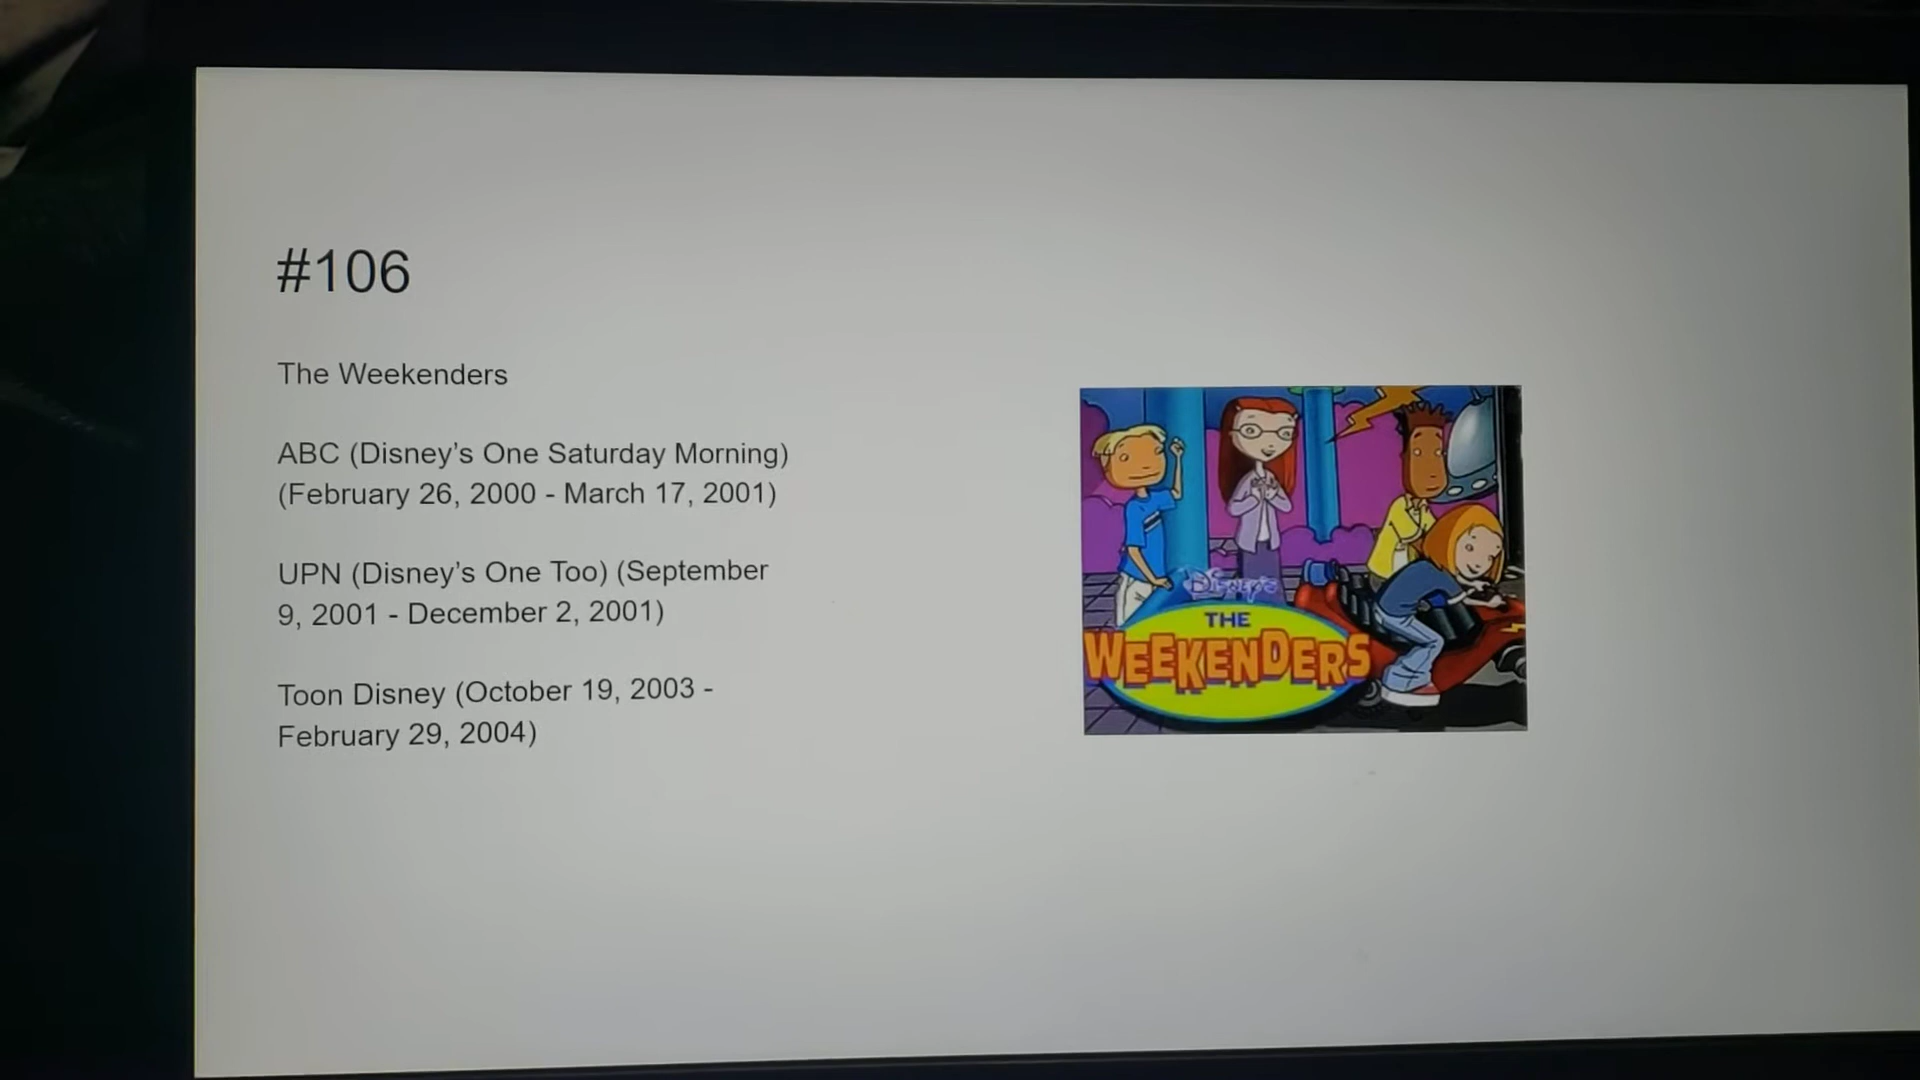 #106
The Weekenders
ABC (Disney's One Saturday Morning)
(February 26, 2000 - March 17, 2001)
UPN (Disney's One Too) (September
9, 2001 - December 2, 2001)
Toon Disney (October 19, 2003 -
February 29, 2004)
Disney's
THE
WEEKENDERS